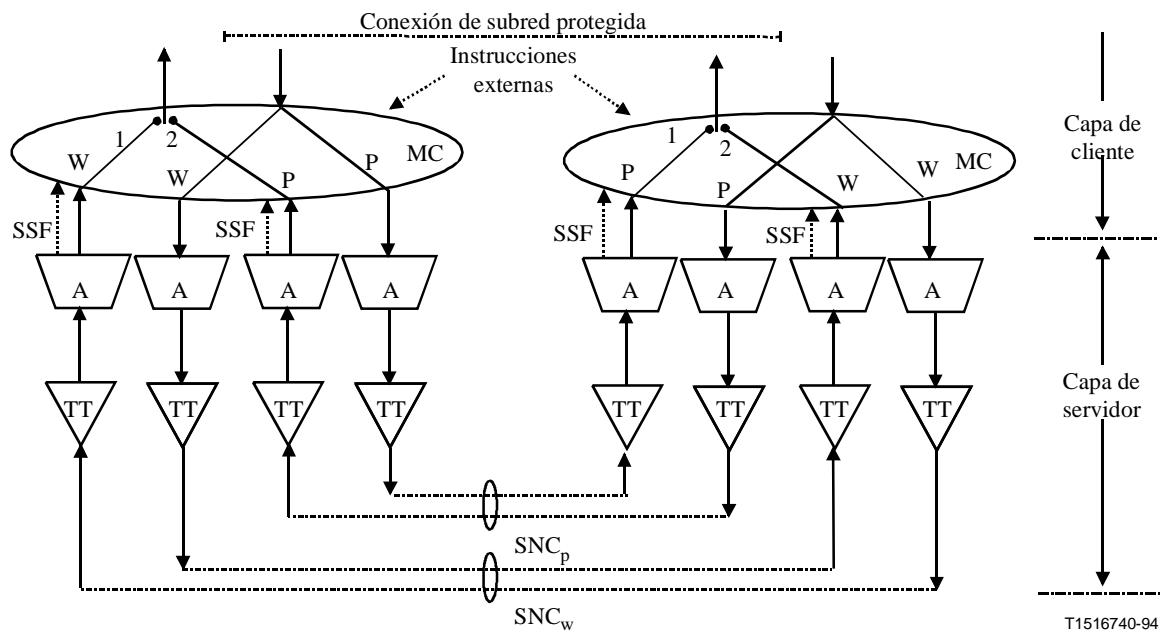 Conexión de subred protegida
Instrucciones
externas
1
2
W
W
P
P
MC
1
2
P
P
W
W
MC
Capa de
cliente
SSF
SSF
SSF
SSF
A
A
A
A
A
A
A
A
TT
TT
TT
TT
TT
TT
TT
TT
Capa de
servidor
SNCp
SNCw
T1516740-94